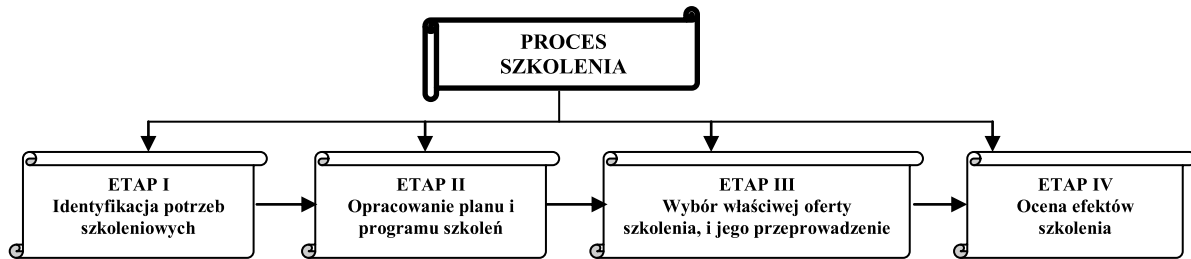 PROCES
SZKOLENIA
ETAP I
Identyfikacja potrzeb
szkoleniowych
ETAP II
Opracowanie planu i
programu szkoleń
ETAP III
Wybór właściwej oferty
szkolenia, i jego przeprowadzenie
ETAP IV
Ocena efektów
szkolenia